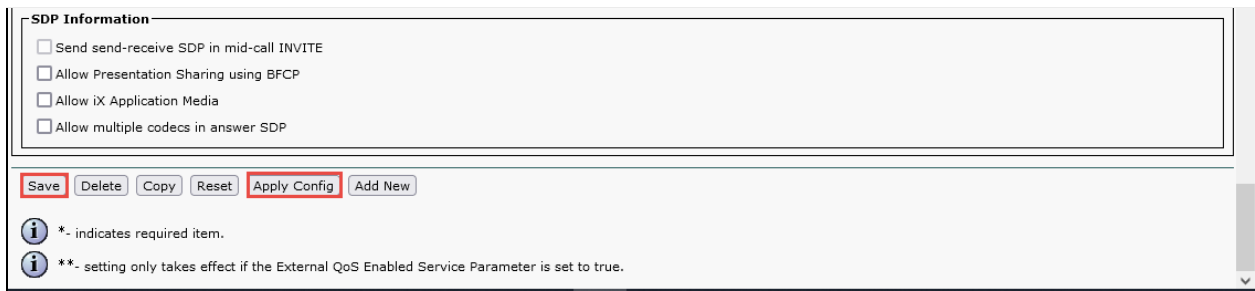 SDP Information
Send send-receive SDP in mid-call INVITE
Allow Presentation Sharing using BFCP
Allow iX Application Media
Allow multiple codecs in answer SDP
Save Delete Copy Reset Apply Config Add New
i *- indicates required item.
i **- setting only takes effect if the External QoS Enabled Service Parameter is set to true.